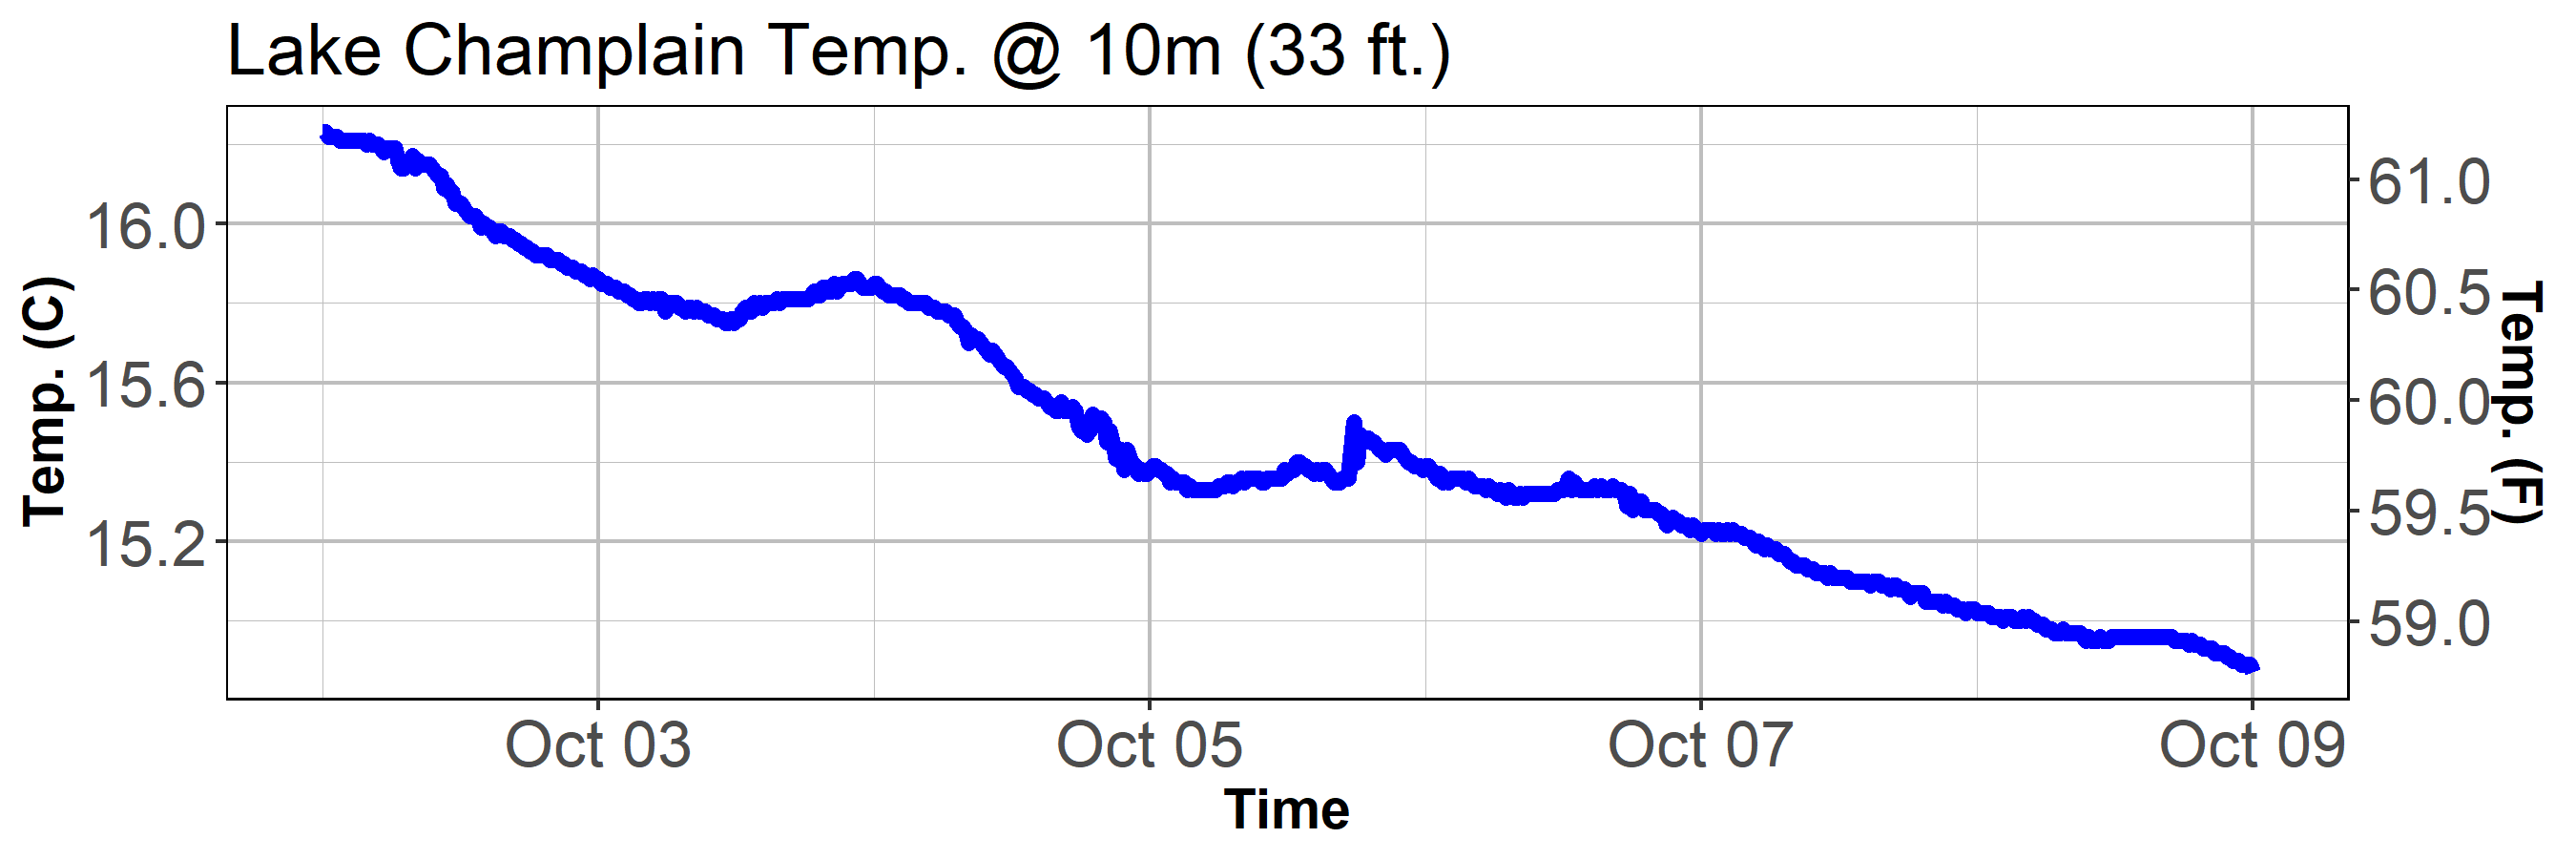 Lake Champlain Temp. @ 10m (33 ft.)
Temp. (C)
16.0
15.6
15.2
61.0
60.5
60.0
59.5
59.0
Temp. (F)
Oct 03 Oct 05 Oct 07 Oct 09
Time